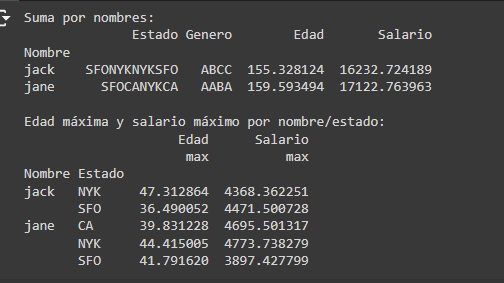 Suma por nombres:
Estado Genero Edad Salario
Nombre
jack SFONYKNYKSFO ABCC 155.328124 16232.724189
jane SFOCANYKCA AABA 159.593494 17122.763963
Edad máxima y salario máximo por nombre/estado:
Edad Salario
max max
Nombre Estado
jack NYK 47.312864 4368.362251
SFO 36.490052 4471.500728
jane CA 39.831228 4695.501317
NYK 44.415005 4773.738279
SFO 41.791620 3897.427799